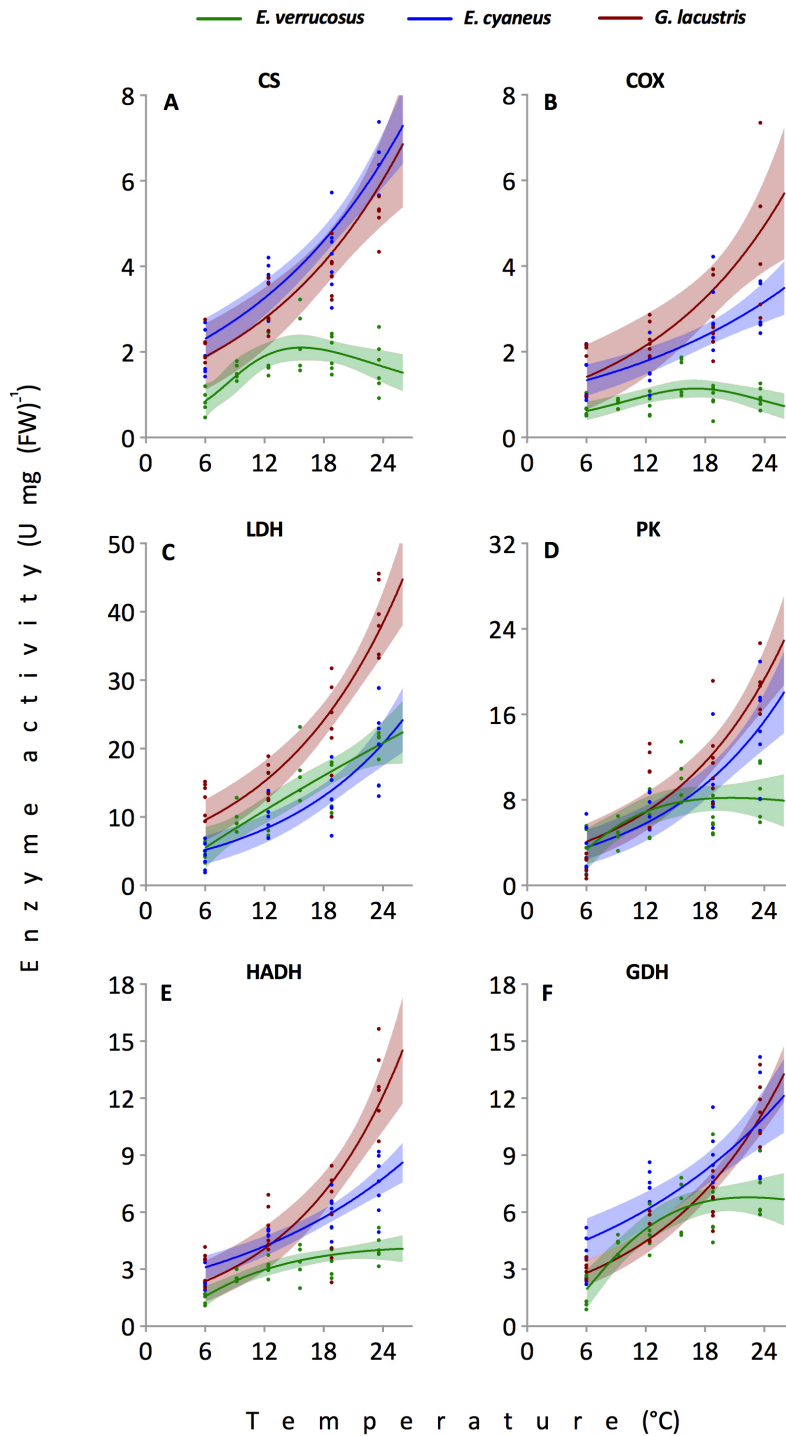 E. verrucosus E. cyaneus G. lacustris
A CS
8
6
4
2
0
0 6 12 18 24
B COX
8
6
4
2
0
0 6 12 18 24
C LDH
50
40
30
20
10
0
0 6 12 18 24
D PK
32
24
16
8
0
0 6 12 18 24
E HADH
18
15
12
9
6
3
0
0 6 12 18 24
F GDH
18
15
12
9
6
3
0
0 6 12 18 24
Enzyme activity (U mg (FW)⁻¹)
Temperature (°C)